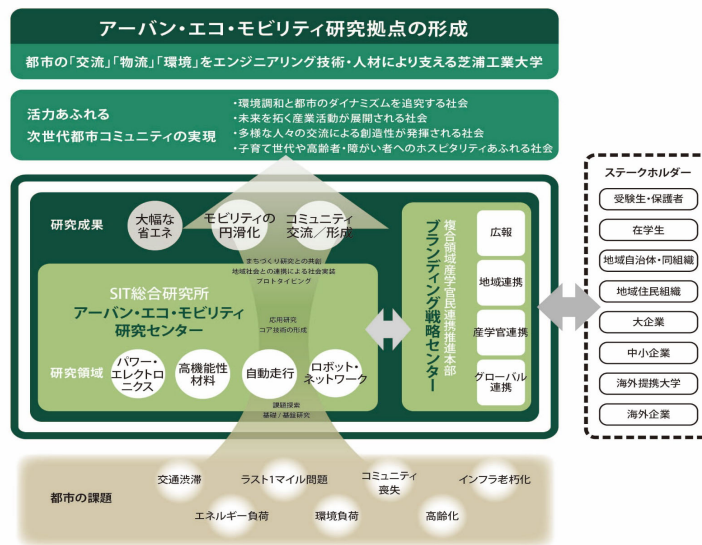 アーバン・エコ・モビリティ研究拠点の形成
都市の「交流」「物流」「環境」をエンジニアリング技術・人材により支える芝浦工業大学
活力あふれる
次世代都市コミュニティの実現
・環境調和と都市のダイナミズムを追究する社会
・未来を拓く産業活動が展開される社会
・多様な人々の交流による創造性が発揮される社会
・子育て世代や高齢者・障がい者へのホスピタリティあふれる社会
研究成果
大幅な
省エネ
モビリティの
円滑化
コミュニティ
交流／形成
まちづくり研究との共創
地域社会との連携による社会実装
プロトタイピング
SIT総合研究所
アーバン・エコ・モビリティ
研究センター
応用研究
コア技術の形成
研究領域
パワー・
エレクトロ
ニクス
高機能性
材料
自動走行
ロボット・
ネットワーク
課題探索
基礎 / 基盤研究
複合領域産学官民連携推進本部
ブランディング戦略センター
広報
地域連携
産学官連携
グローバル
連携
ステークホルダー
受験生・保護者
在学生
地域自治体・同組織
地域住民組織
大企業
中小企業
海外提携大学
海外企業
都市の課題
交通渋滞
ラスト1マイル問題
コミュニティ
喪失
インフラ老朽化
エネルギー負荷
環境負荷
高齢化